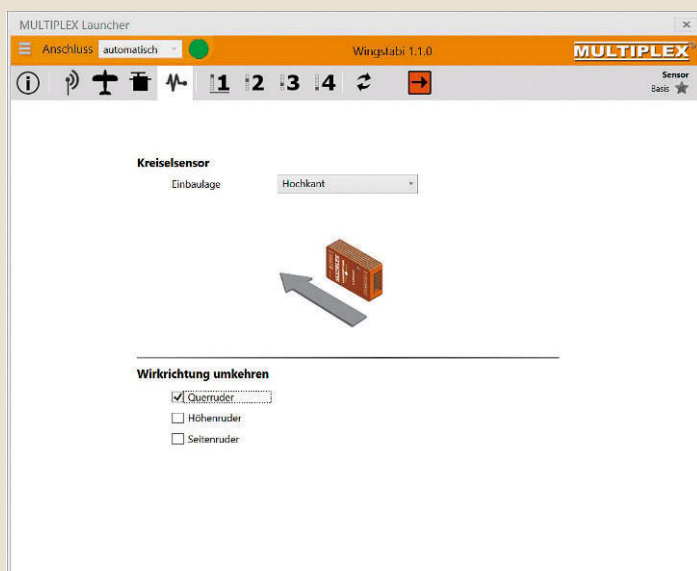 MULTIPLEX Launcher
Anschluss automatisch
Wingstabi 1.1.0
MULTIPLEX®
1 2 3 4
Sensor
Basis
Kreiselsensor
Einbaulage Hochkant
MULTIPLEX
Wirkrichtung umkehren
Querruder
Höhenruder
Seitenruder